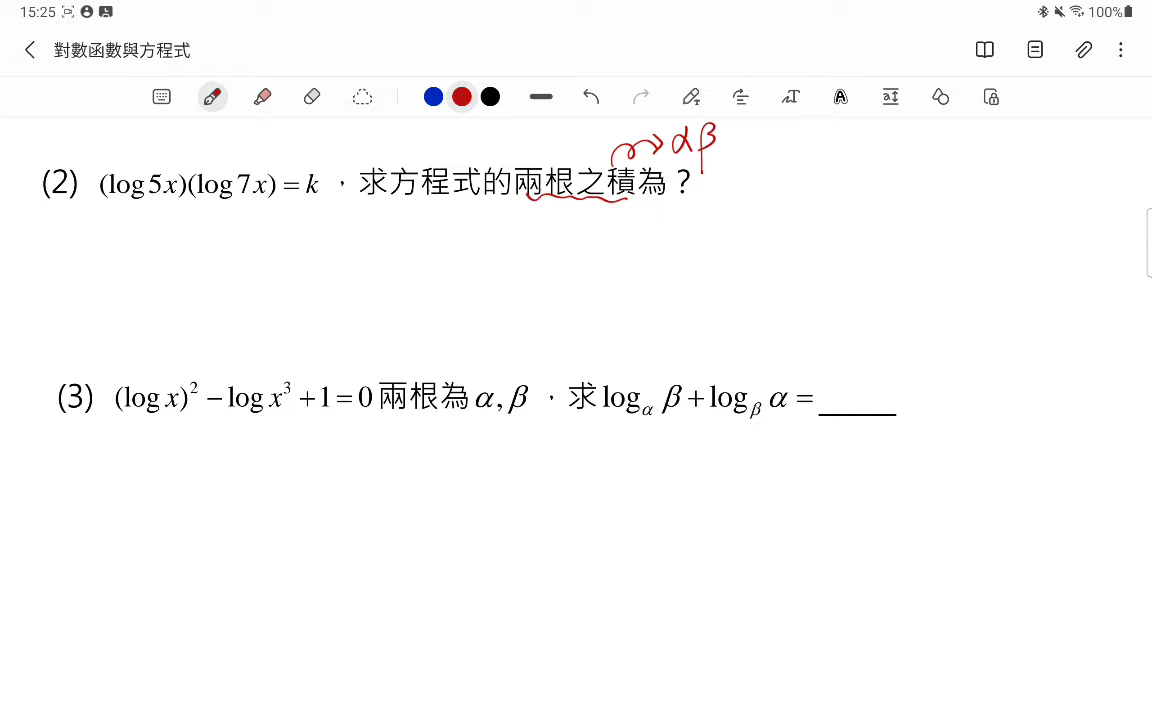 15:25 100%
對數函數與方程式
αβ
(2) (log 5x)(log 7x) = k ,求方程式的兩根之積為?
(3) (log x)² − log x³ + 1 = 0 兩根為 α, β ,求 log_α β + log_β α = _____